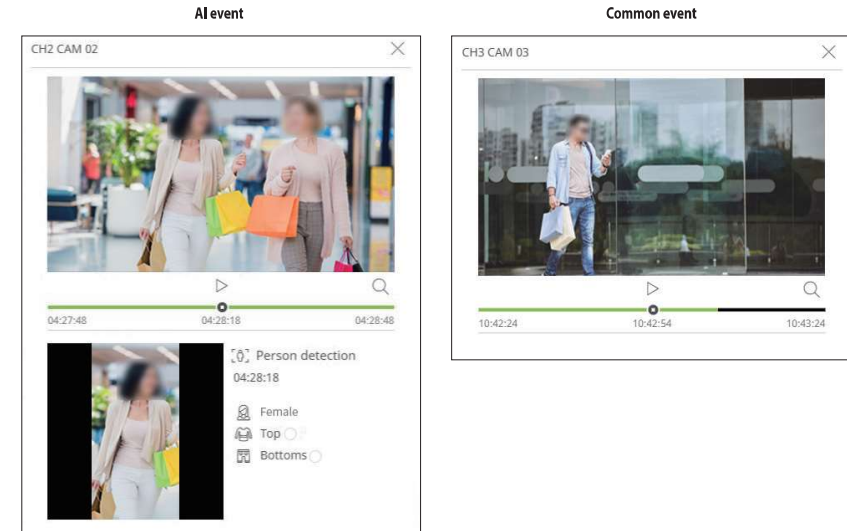 AI event
CH2 CAM 02
04:27:48 04:28:18 04:28:48
Person detection
04:28:18
Female
Top
Bottoms
Common event
CH3 CAM 03
10:42:24 10:42:54 10:43:24